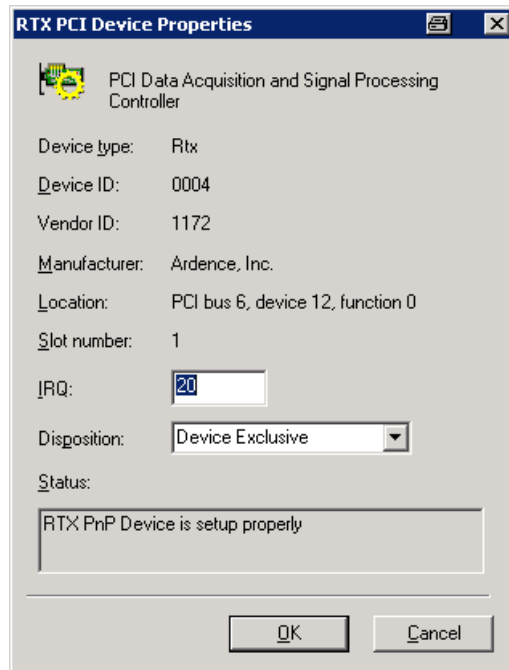 RTX PCI Device Properties
PCI Data Acquisition and Signal Processing
Controller
Device type: Rtx
Device ID: 0004
Vendor ID: 1172
Manufacturer: Ardence, Inc.
Location: PCI bus 6, device 12, function 0
Slot number: 1
IRQ: 20
Disposition: Device Exclusive
Status:
RTX PnP Device is setup properly
OK Cancel